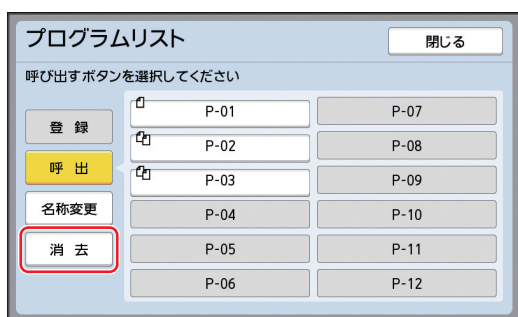 プログラムリスト
閉じる
呼び出すボタンを選択してください
登 録
呼 出
名称変更
消 去
P-01
P-02
P-03
P-04
P-05
P-06
P-07
P-08
P-09
P-10
P-11
P-12